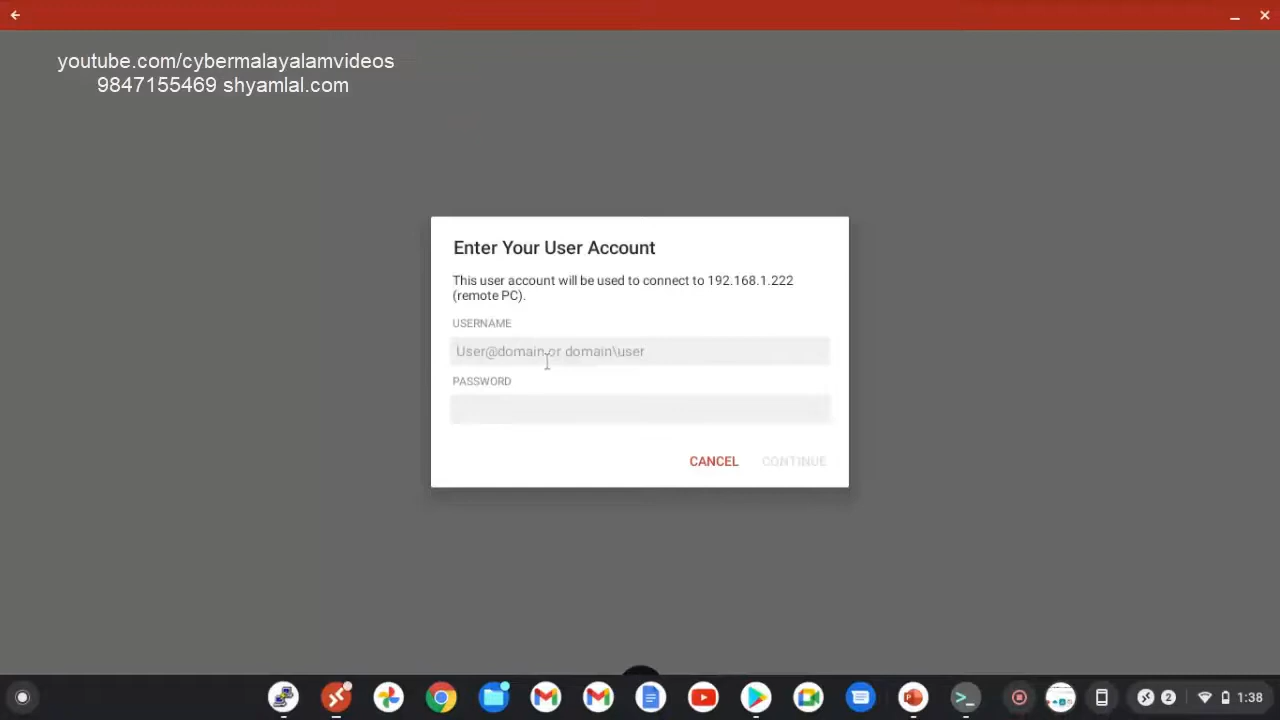 youtube.com/cybermalayalamvideos
9847155469 shyamlal.com
Enter Your User Account
This user account will be used to connect to 192.168.1.222
(remote PC).
USERNAME
User@domain or domain\user
PASSWORD
CANCEL CONTINUE
2 1:38